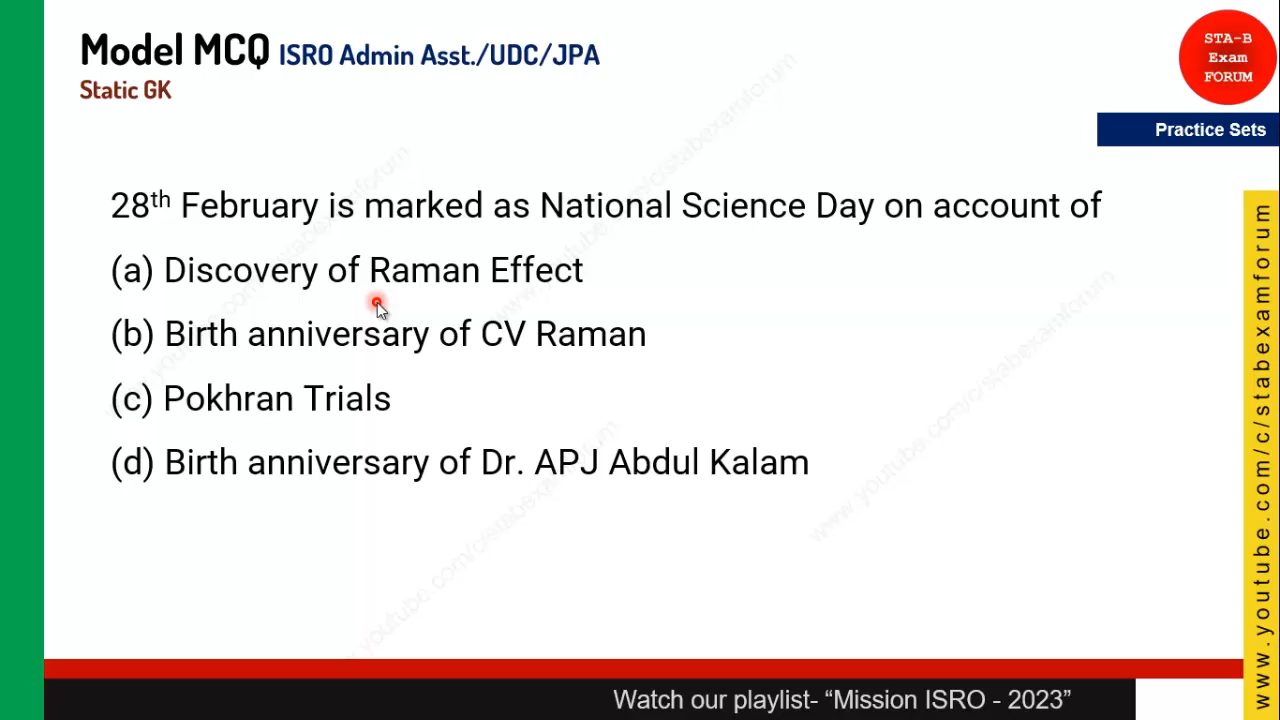 Model MCQ ISRO Admin Asst./UDC/JPA
Static GK
STA-B
Exam
FORUM
Practice Sets
28th February is marked as National Science Day on account of
(a) Discovery of Raman Effect
(b) Birth anniversary of CV Raman
(c) Pokhran Trials
(d) Birth anniversary of Dr. APJ Abdul Kalam
www.youtube.com/c/stabexamforum
Watch our playlist- “Mission ISRO - 2023”